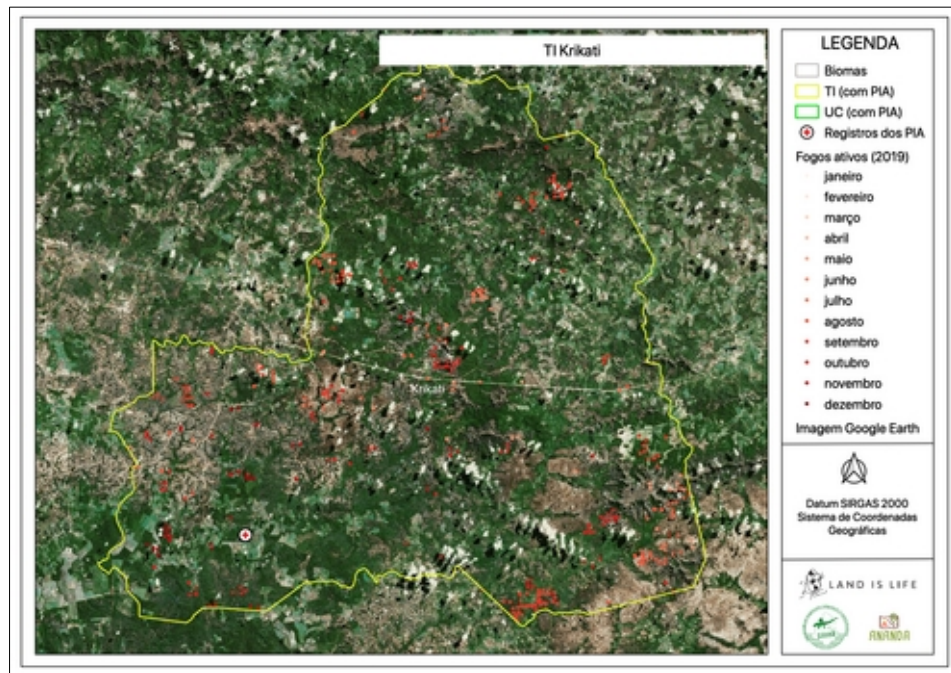 TI Krikati
Krikati
LEGENDA
Biomas
TI (com PIA)
UC (com PIA)
Registros dos PIA
Fogos ativos (2019)
janeiro
fevereiro
março
abril
maio
junho
julho
agosto
setembro
outubro
novembro
dezembro
Imagem Google Earth
Datum SIRGAS 2000
Sistema de Coordenadas
Geográficas
LAND IS LIFE
ANANDA